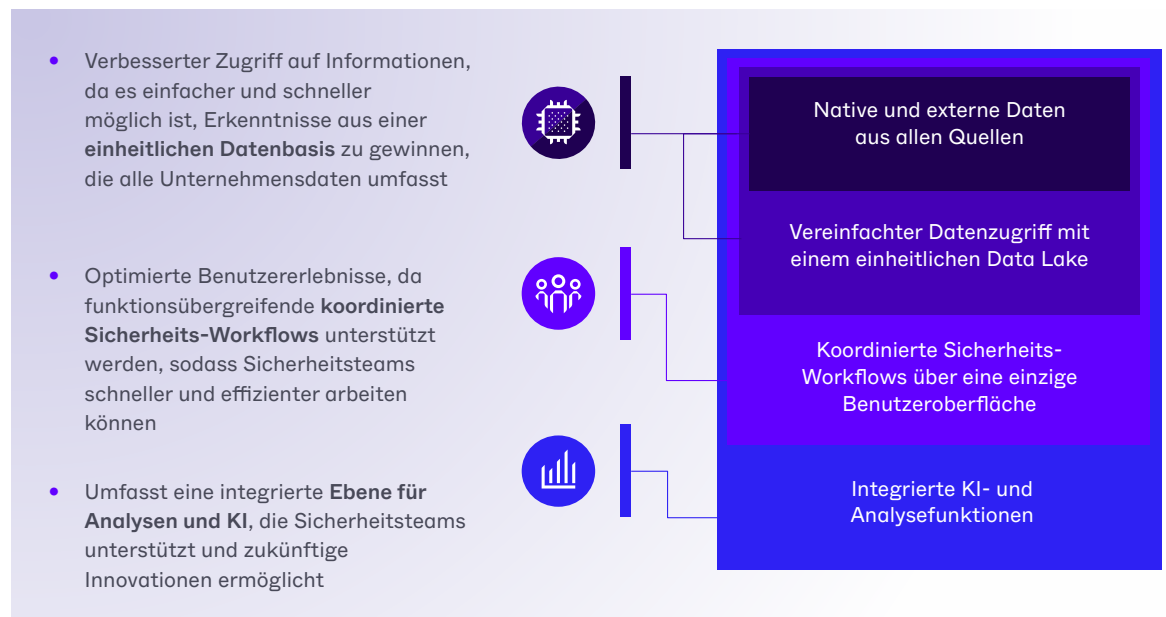 • Verbesserter Zugriff auf Informationen,
da es einfacher und schneller
möglich ist, Erkenntnisse aus einer
einheitlichen Datenbasis zu gewinnen,
die alle Unternehmensdaten umfasst
• Optimierte Benutzererlebnisse, da
funktionsübergreifende koordinierte
Sicherheits-Workflows unterstützt
werden, sodass Sicherheitsteams
schneller und effizienter arbeiten
können
• Umfasst eine integrierte Ebene für
Analysen und KI, die Sicherheitsteams
unterstützt und zukünftige
Innovationen ermöglicht
Native und externe Daten
aus allen Quellen
Vereinfachter Datenzugriff mit
einem einheitlichen Data Lake
Koordinierte Sicherheits-
Workflows über eine einzige
Benutzeroberfläche
Integrierte KI- und
Analysefunktionen